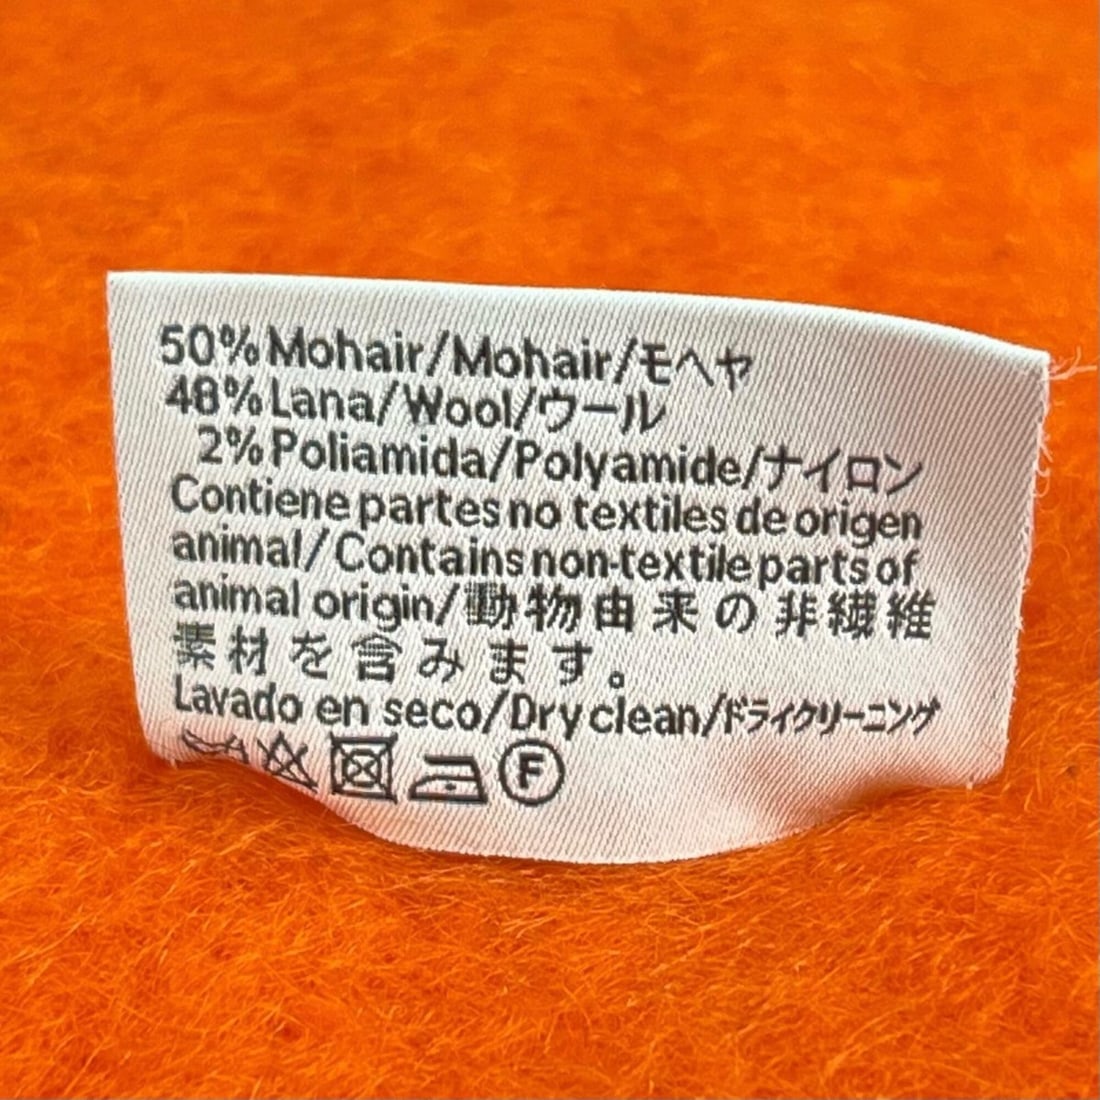 50% Mohair/Mohair/モヘヤ
48% Lana/Wool/ウール
2% Poliamida/Polyamide/ナイロン
Contiene partes no textiles de origen
animal/Contains non-textile parts of
animal origin/動物由来の非繊維
素材を含みます。
Lavado en seco/Dry clean/ドライクリーニング
F